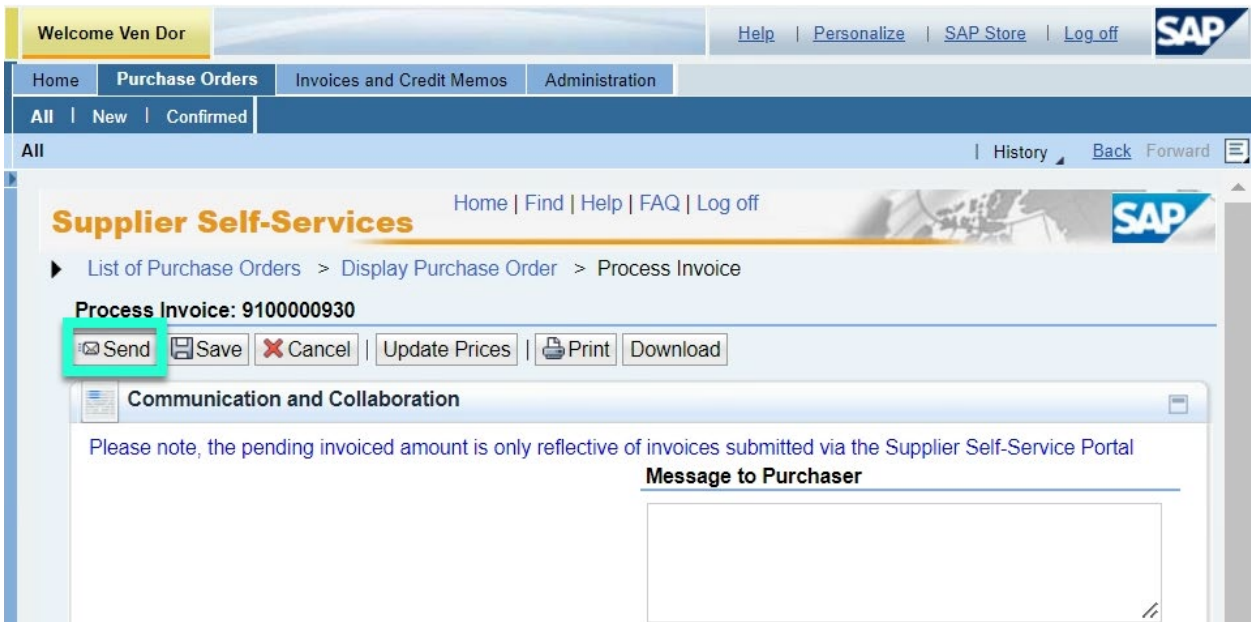 Welcome Ven Dor Help | Personalize | SAP Store | Log off SAP
Home Purchase Orders Invoices and Credit Memos Administration
All | New | Confirmed
All | History Back Forward
Home | Find | Help | FAQ | Log off
Supplier Self-Services SAP
List of Purchase Orders > Display Purchase Order > Process Invoice
Process Invoice: 9100000930
Send Save Cancel | Update Prices | Print Download
Communication and Collaboration
Please note, the pending invoiced amount is only reflective of invoices submitted via the Supplier Self-Service Portal
Message to Purchaser